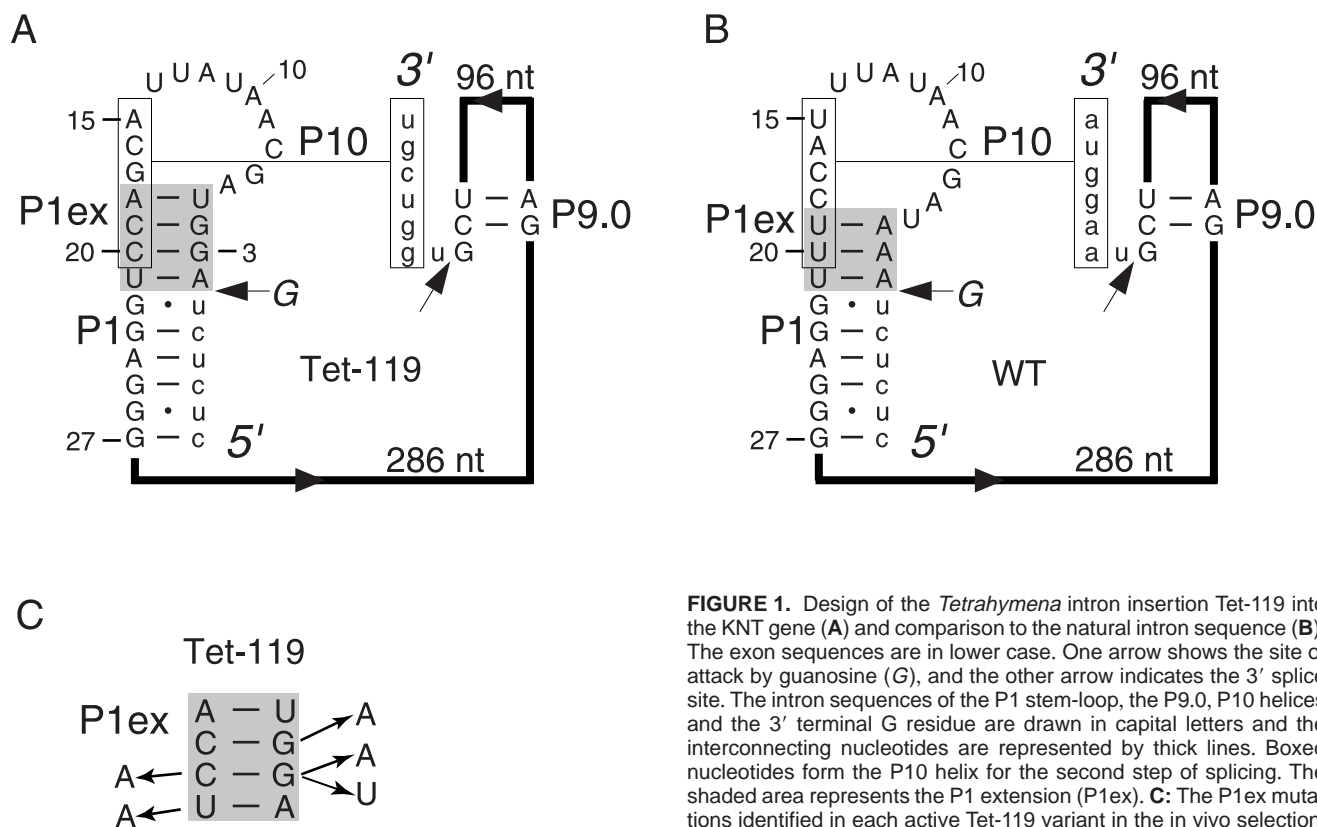 A
U U A U 10
A
A
C
G
A
15 A
C
G
P1ex A — U
C — G
20 C — G 3
U — A
G
G • u
P1 G — c
A — u
G — c
G • u
27 G — c
5′
P10
3′
u
g
c
u
g
g
u
96 nt
U — A
C — G
G
P9.0
Tet-119
286 nt
B
U U A U 10
A
A
C
G
A
U
15 U
A
C
C
P1ex U — A
20 U — A
U — A
G
G • u
P1 G — c
A — u
G — c
G • u
27 G — c
5′
P10
3′
a
u
g
g
a
a
u
96 nt
U — A
C — G
G
P9.0
WT
286 nt
C
Tet-119
P1ex
A — U
C — G A
A C — G A
U
A U — A
FIGURE 1. Design of the Tetrahymena intron insertion Tet-119 into
the KNT gene (A) and comparison to the natural intron sequence (B)
The exon sequences are in lower case. One arrow shows the site o
attack by guanosine (G), and the other arrow indicates the 3′ splice
site. The intron sequences of the P1 stem-loop, the P9.0, P10 helices
and the 3′ terminal G residue are drawn in capital letters and the
interconnecting nucleotides are represented by thick lines. Boxed
nucleotides form the P10 helix for the second step of splicing. The
shaded area represents the P1 extension (P1ex). C: The P1ex muta
tions identified in each active Tet-119 variant in the in vivo selection